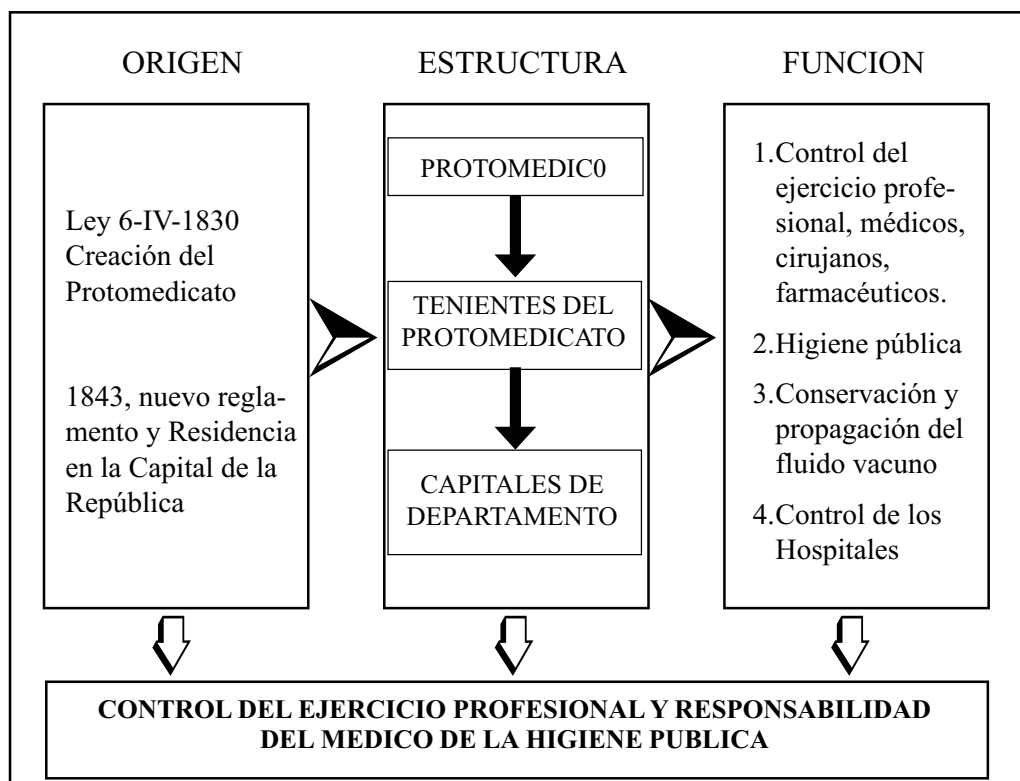 ORIGEN
Ley 6-IV-1830
Creación del
Protomedicato
1843, nuevo regla-
mento y Residencia
en la Capital de la
República
ESTRUCTURA
PROTOMEDIC0
TENIENTES DEL
PROTOMEDICATO
CAPITALES DE
DEPARTAMENTO
FUNCION
1.Control del
ejercicio profe-
sional, médicos,
cirujanos,
farmacéuticos.
2.Higiene pública
3.Conservación y
propagación del
fluido vacuno
4.Control de los
Hospitales
CONTROL DEL EJERCICIO PROFESIONAL Y RESPONSABILIDAD
DEL MEDICO DE LA HIGIENE PUBLICA